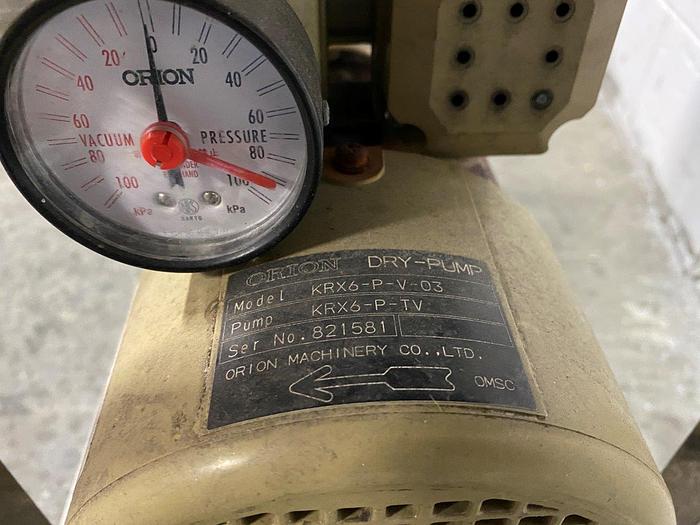 20 0 20
ORION
40 40
60 60
VACUUM PRESSURE
80 80
100 100
kPa kPa
ORION DRY-PUMP
Model KRX6-P-V-03
Pump KRX6-P-TV
Ser No. 821581
ORION MACHINERY CO.,LTD.
OMSC